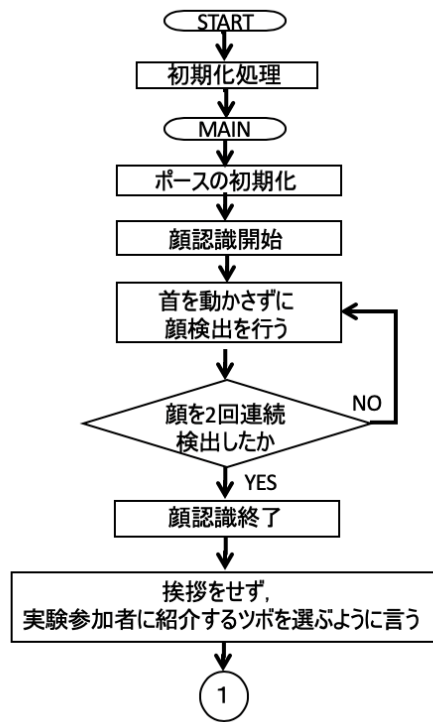 START
初期化処理
MAIN
ポースの初期化
顔認識開始
首を動かさずに
顔検出を行う
NO
顔を2回連続
検出したか
YES
顔認識終了
挨拶をせず,
実験参加者に紹介するツボを選ぶように言う
1